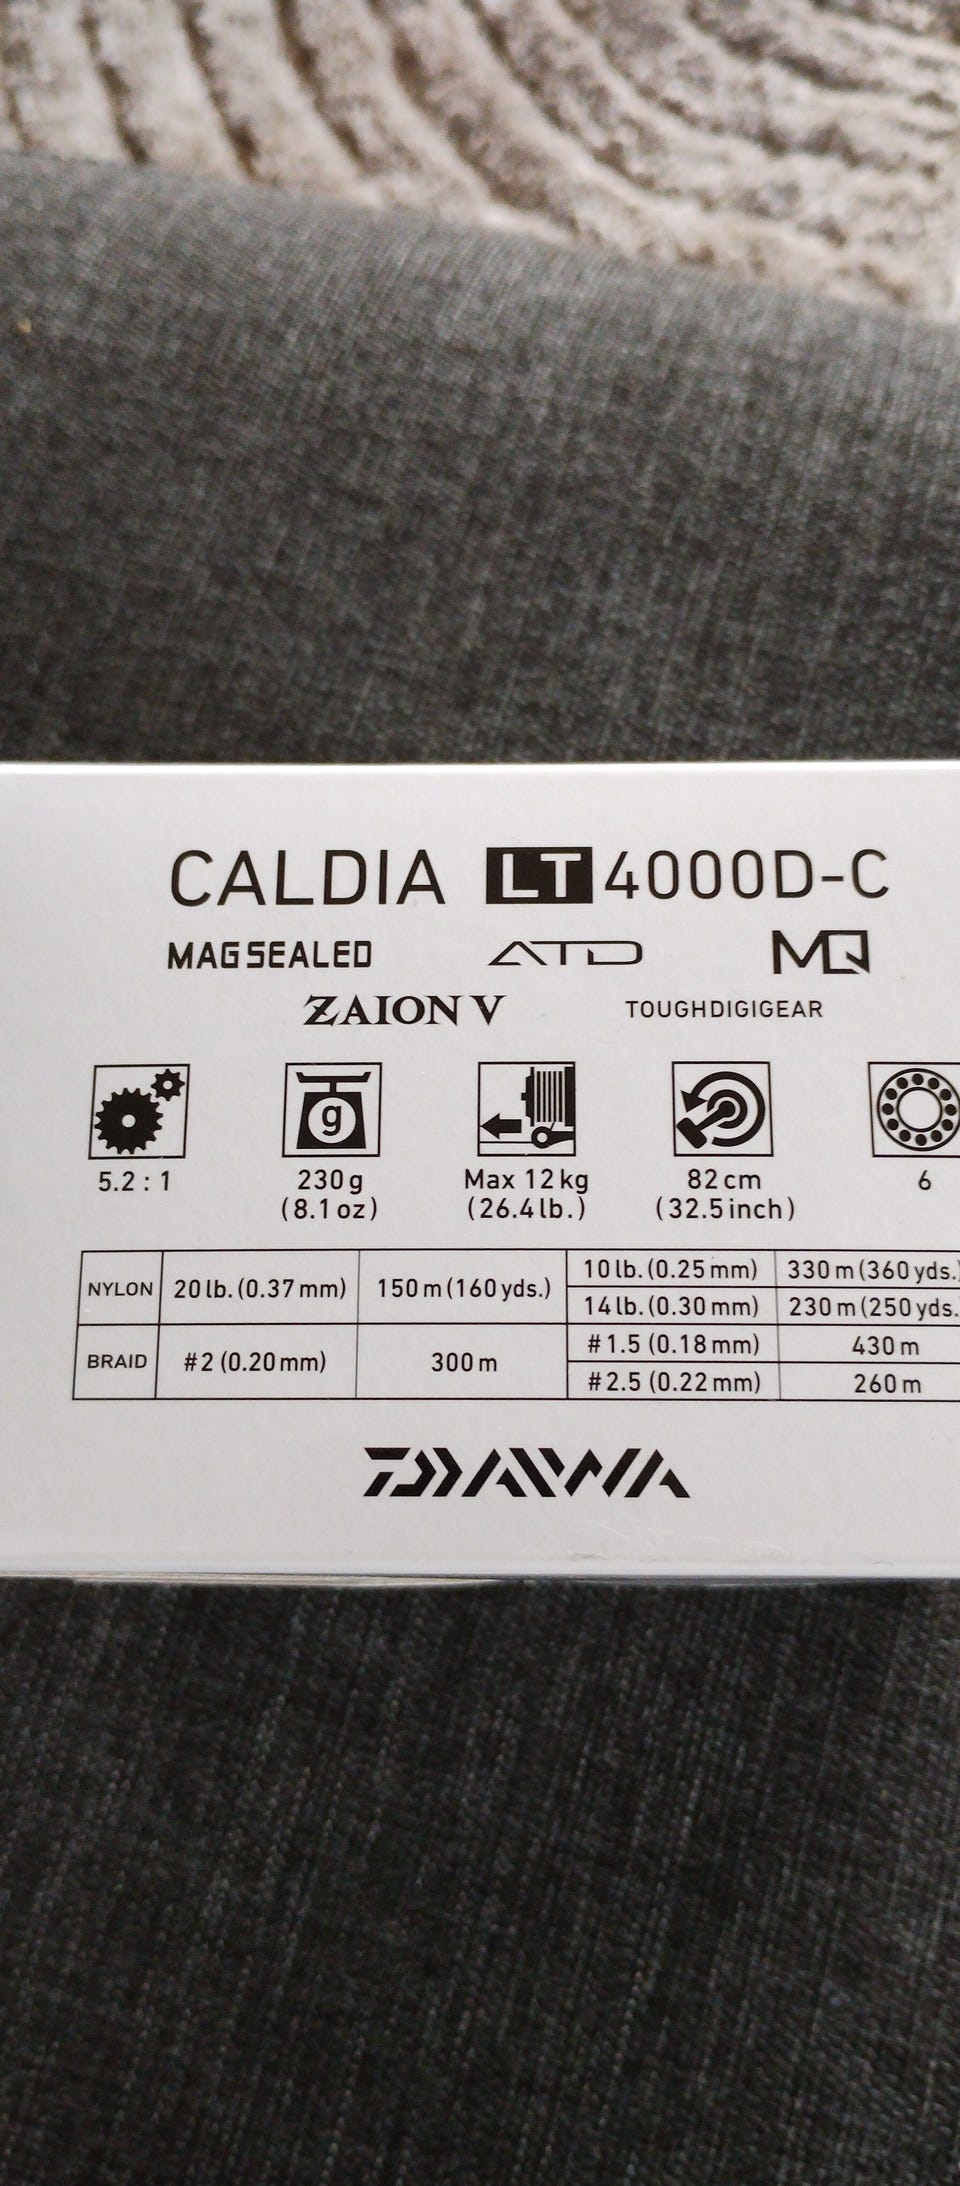 CALDIA LT 4000D-C
MAGSEALED ATD MQ
ZAION V TOUGHDIGIGEAR
g
5.2 : 1 230 g Max 12 kg 82 cm 6
(8.1 oz) (26.4 lb.) (32.5 inch)
NYLON 20 lb. (0.37 mm) 150 m (160 yds.) 10 lb. (0.25 mm) 330 m (360 yds.)
14 lb. (0.30 mm) 230 m (250 yds.
BRAID #2 (0.20 mm) 300 m #1.5 (0.18 mm) 430 m
#2.5 (0.22 mm) 260 m
DAIWA